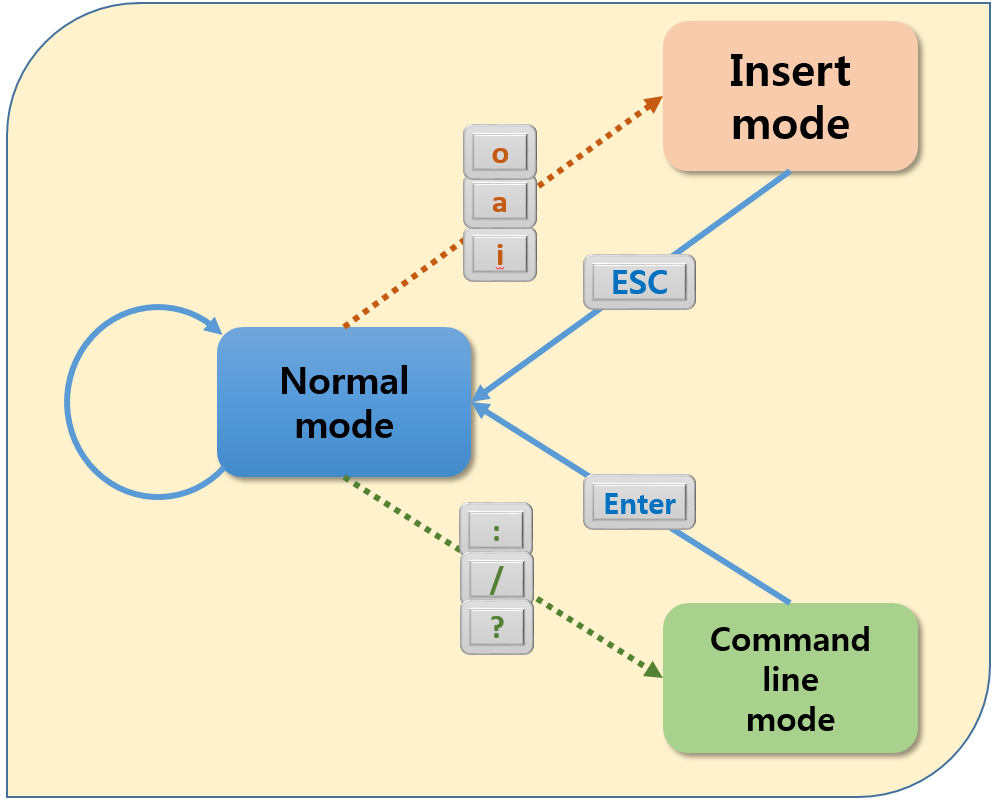 Insert
mode
o
a
i
ESC
Normal
mode
Enter
:
/
?
Command
line
mode